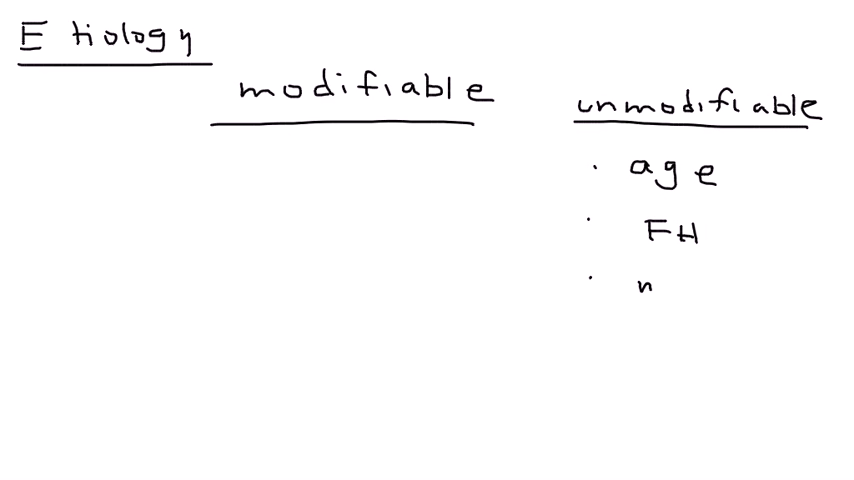 Etiology
modifiable
unmodifiable
· age
· FH
· n